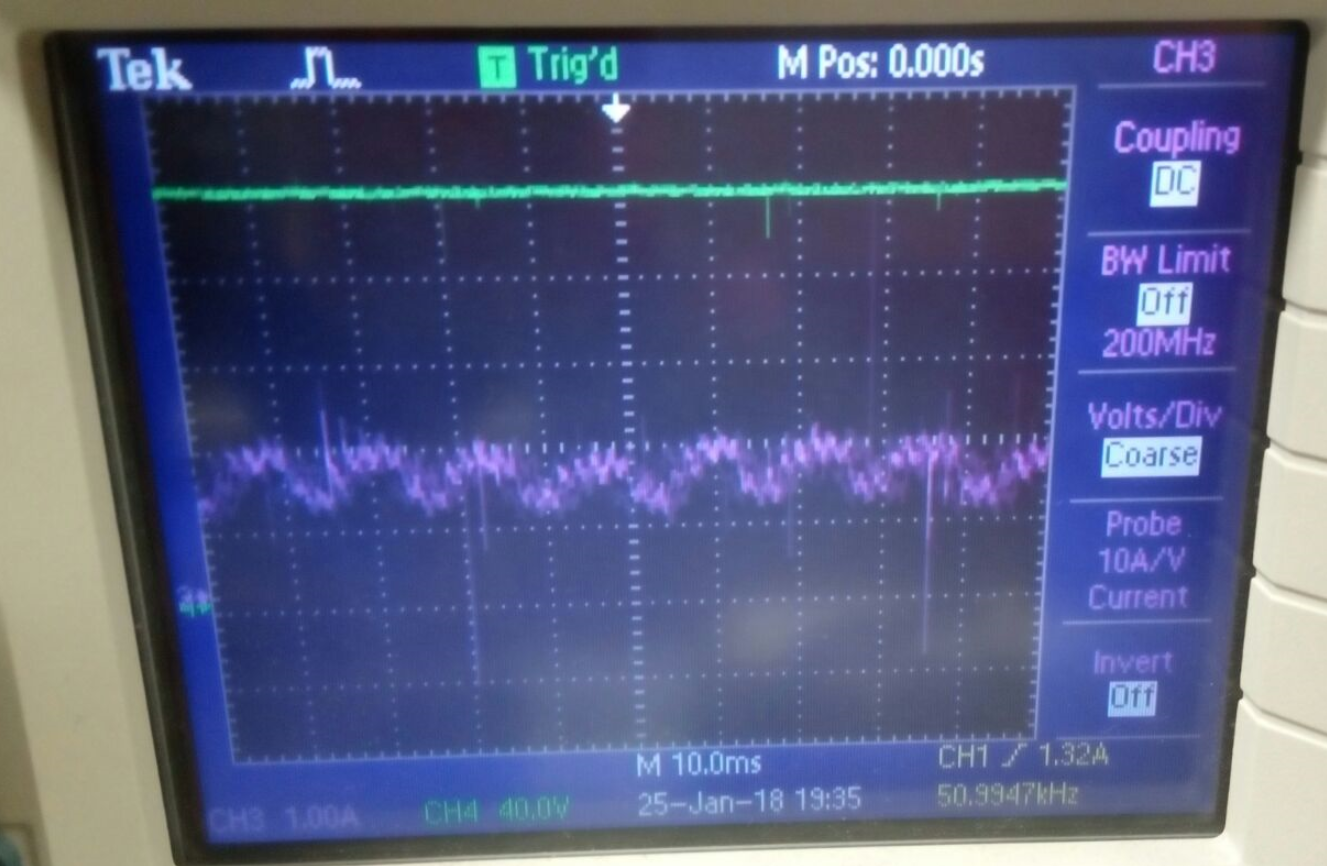 Tek T Trig'd M Pos: 0.000s CH3
Coupling
DC
BW Limit
Off
200MHz
Volts/Div
Coarse
Probe
10A/V
Current
Invert
Off
M 10.0ms CH1 1.32A
CH3 1.00A CH4 40.0V 25-Jan-18 19:35 50.9947kHz